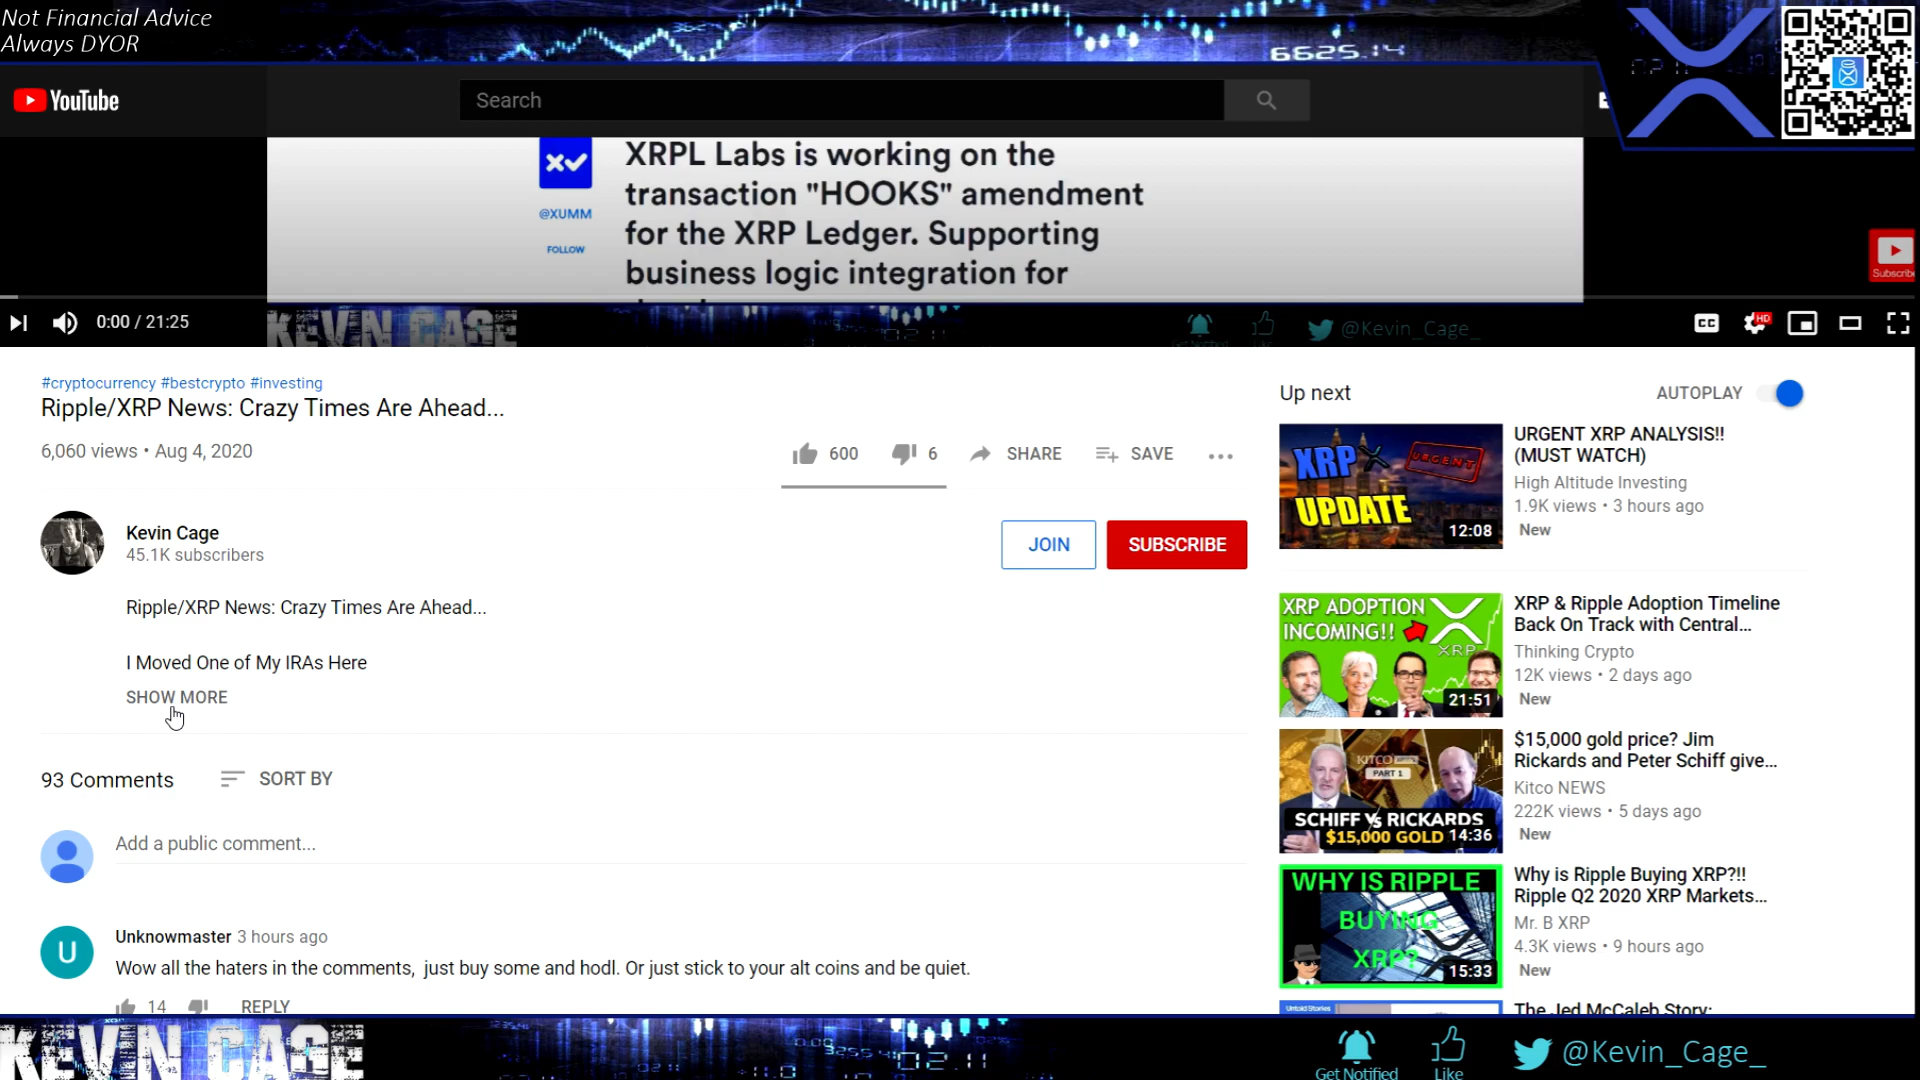 Not Financial Advice
Always DYOR
6625.14
YouTube
Search
XRPL Labs is working on the
transaction "HOOKS" amendment
for the XRP Ledger. Supporting
business logic integration for
@XUMM
FOLLOW
Subscribe
0:00 / 21:25
KEVIN CAGE
@Kevin_Cage_
CC
HD
#cryptocurrency #bestcrypto #investing
Ripple/XRP News: Crazy Times Are Ahead...
6,060 views • Aug 4, 2020
600
6
SHARE
SAVE
Kevin Cage
45.1K subscribers
JOIN
SUBSCRIBE
Ripple/XRP News: Crazy Times Are Ahead...
I Moved One of My IRAs Here
SHOW MORE
93 Comments
SORT BY
Add a public comment...
U
Unknowmaster 3 hours ago
Wow all the haters in the comments, just buy some and hodl. Or just stick to your alt coins and be quiet.
14
REPLY
Up next
AUTOPLAY
XRP
URGENT
UPDATE
12:08
URGENT XRP ANALYSIS!!
(MUST WATCH)
High Altitude Investing
1.9K views • 3 hours ago
New
XRP ADOPTION
INCOMING!!
XRP
21:51
XRP & Ripple Adoption Timeline
Back On Track with Central...
Thinking Crypto
12K views • 2 days ago
New
KITCO
PART 1
SCHIFF VS RICKARDS
$15,000 GOLD
14:36
$15,000 gold price? Jim
Rickards and Peter Schiff give...
Kitco NEWS
222K views • 5 days ago
New
WHY IS RIPPLE
BUYING
XRP?
15:33
Why is Ripple Buying XRP?!!
Ripple Q2 2020 XRP Markets...
Mr. B XRP
4.3K views • 9 hours ago
New
Untold Stories
The Jed McCaleb Story:
KEVIN CAGE
02.11
Get Notified
Like
@Kevin_Cage_